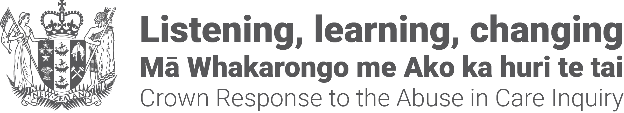 Listening, learning, changing
Mā Whakarongo me Ako ka huri te tai
Crown Response to the Abuse in Care Inquiry